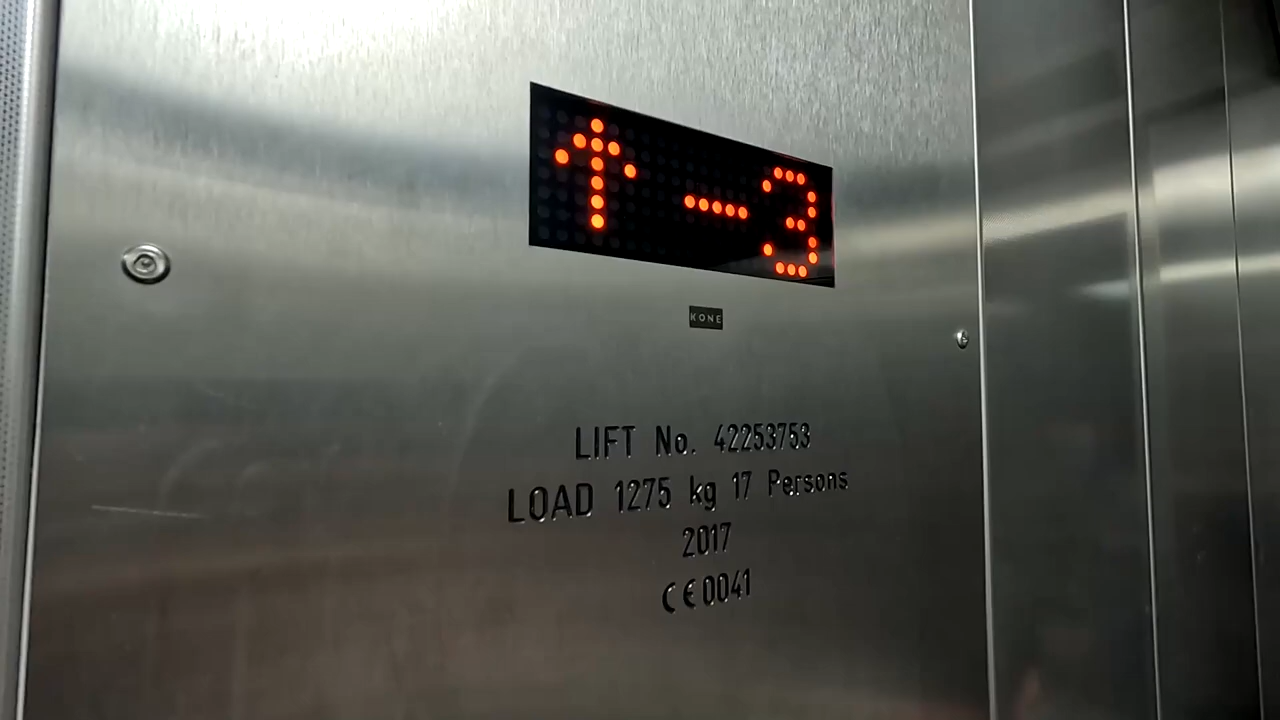 ↑ -3
KONE
LIFT No. 42253753
LOAD 1275 kg 17 Persons
2017
CE 0041